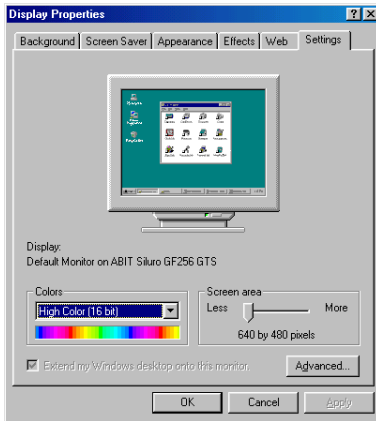 Display Properties
Background Screen Saver Appearance Effects Web Settings
Display:
Default Monitor on ABIT Siluro GF256 GTS
Colors
High Color (16 bit)
Screen area
Less More
640 by 480 pixels
Extend my Windows desktop onto this monitor.
Advanced...
OK Cancel Apply